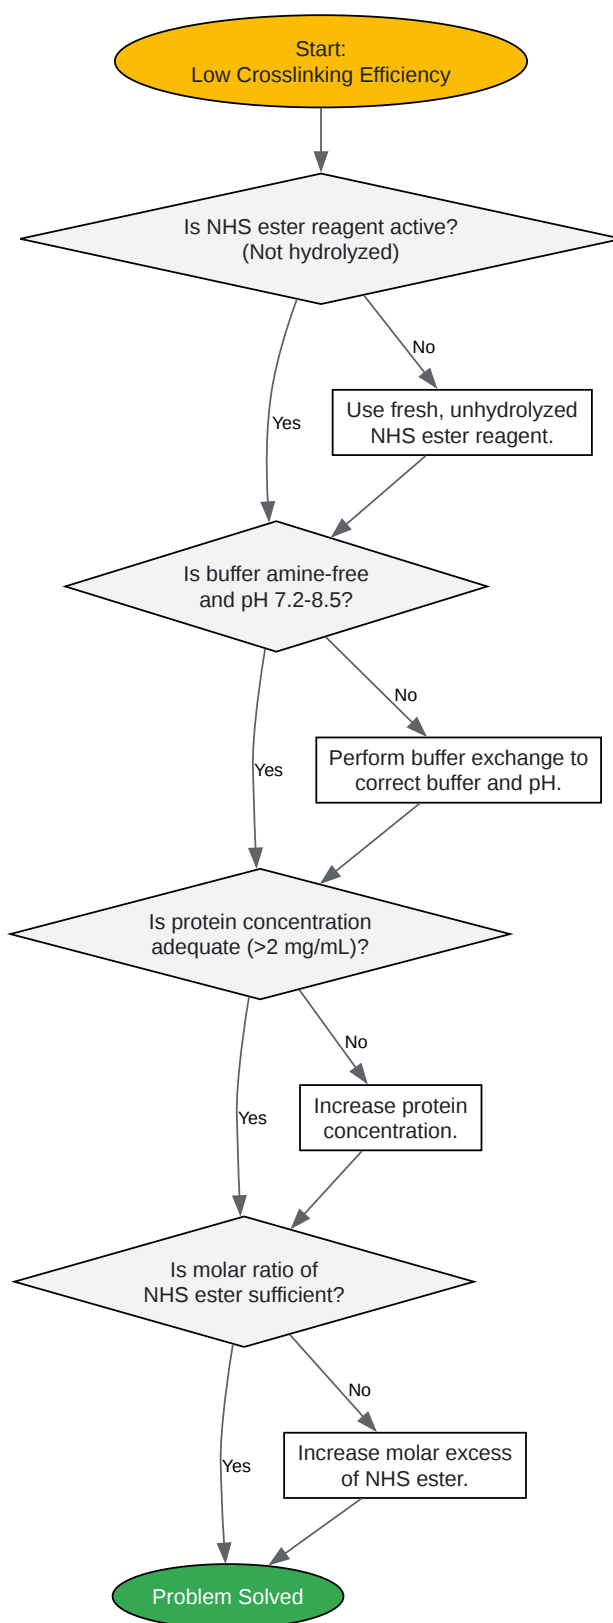 Start:
Low Crosslinking Efficiency
Is NHS ester reagent active?
(Not hydrolyzed)
No
Use fresh, unhydrolyzed
NHS ester reagent.
Yes
Is buffer amine-free
and pH 7.2-8.5?
No
Perform buffer exchange to
correct buffer and pH.
Yes
Is protein concentration
adequate (>2 mg/mL)?
No
Increase protein
concentration.
Yes
Is molar ratio of
NHS ester sufficient?
No
Increase molar excess
of NHS ester.
Yes
Problem Solved